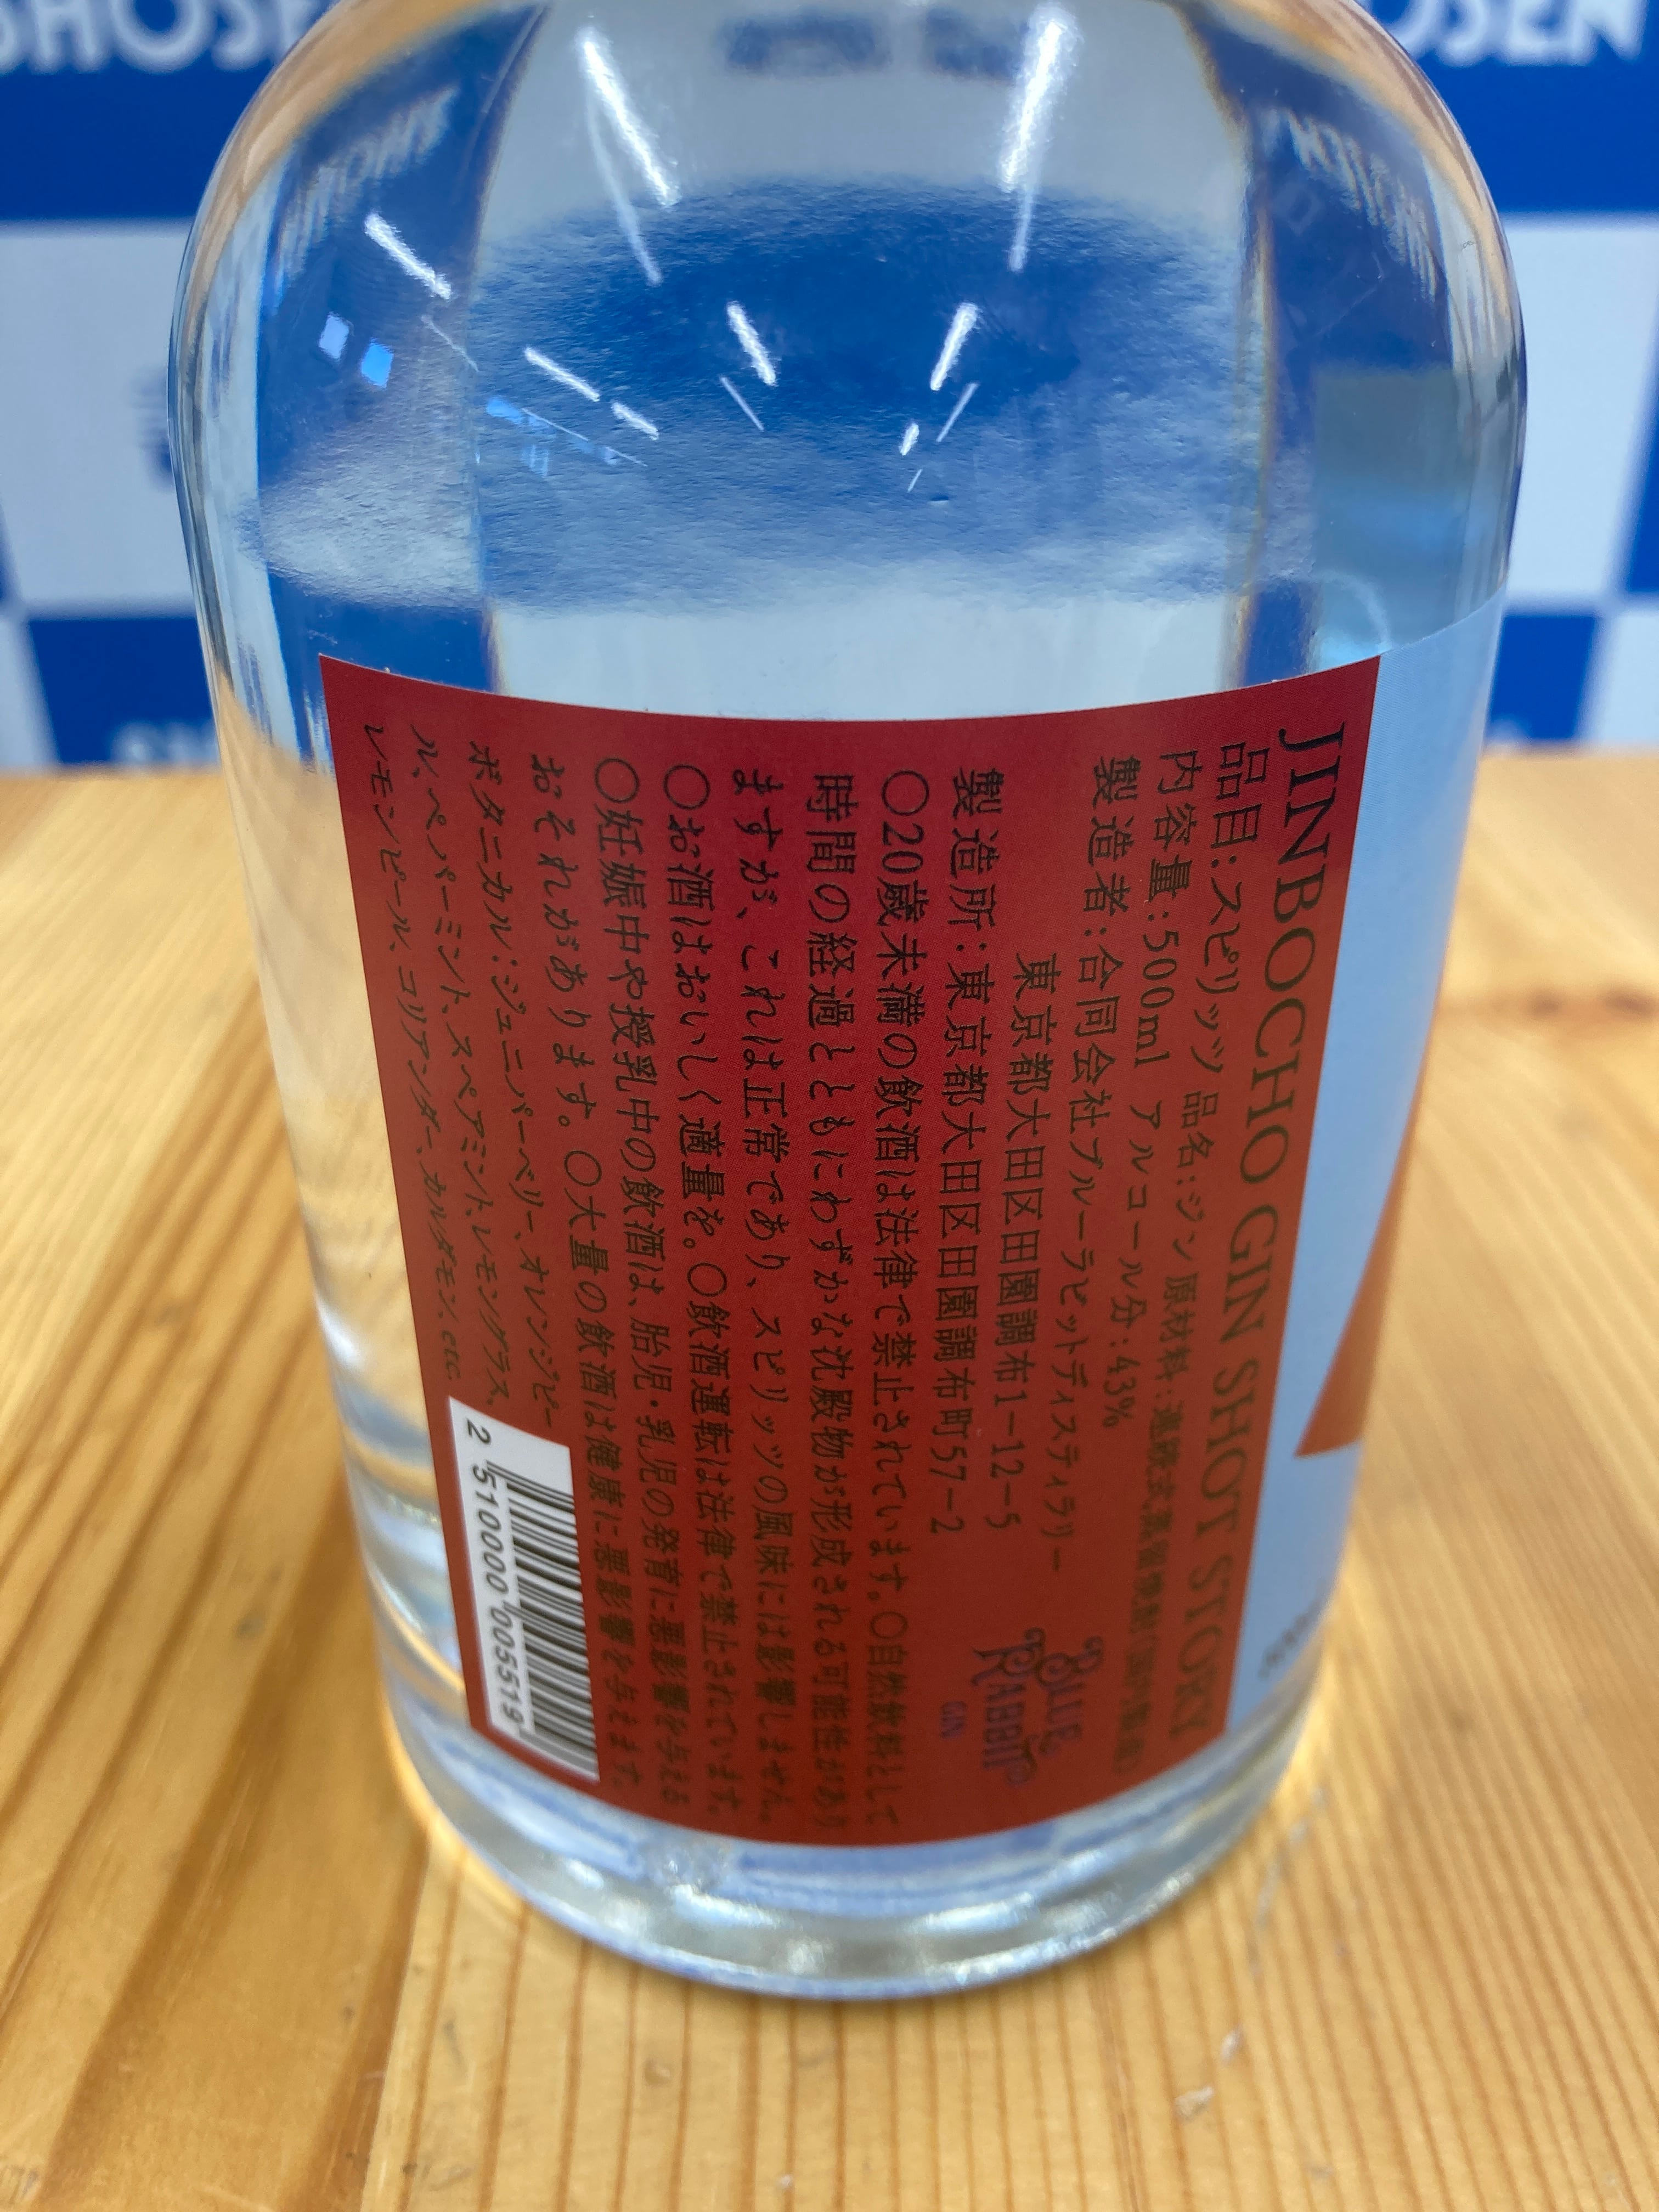 SHOSEN
JINBOCHO GIN SHOT STORY
品目:スピリッツ 品名:ジン 原材料:連続式蒸留焼酎(国内製造)
内容量:500ml アルコール分:43%
製造者:合同会社ブルーラビットディスティラリー
東京都大田区田園調布1-12-5
製造所:東京都大田区田園調布町57-2
BLUE
RABBIT
GIN
○20歳未満の飲酒は法律で禁止されています。○自然飲料として
時間の経過とともにわずかな沈殿物が形成される可能性があり
ますが、これは正常であり、スピリッツの風味には影響しません。
○お酒はおいしく適量を。○飲酒運転は法律で禁止されています。
○妊娠中や授乳中の飲酒は、胎児・乳児の発育に悪影響を与える
おそれがあります。○大量の飲酒は健康に悪影響を与えます。
ボタニカル:ジュニパーベリー、オレンジピー
ル、ペパーミント、スペアミント、レモングラス、
レモンピール、コリアンダー、カルダモン、etc
2 510000 005519